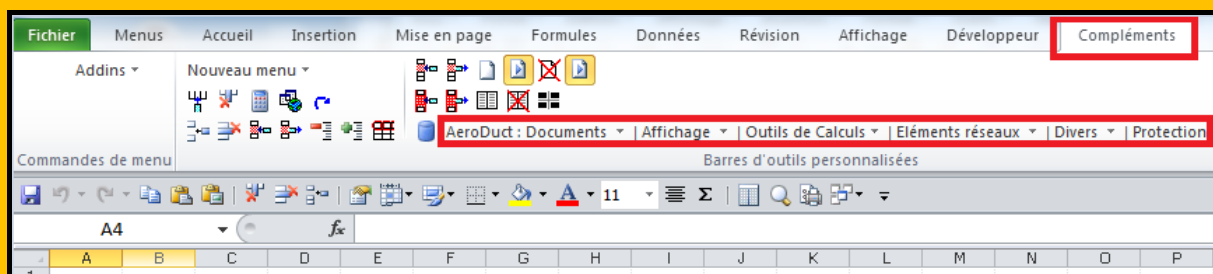 Fichier Menus Accueil Insertion Mise en page Formules Données Révision Affichage Développeur Compléments
Addins Nouveau menu
AeroDuct : Documents | Affichage | Outils de Calculs | Eléments réseaux | Divers | Protection
Commandes de menu Barres d'outils personnalisées
A 11 Σ
A4 fx
A B C D E F G H I J K L M N O P